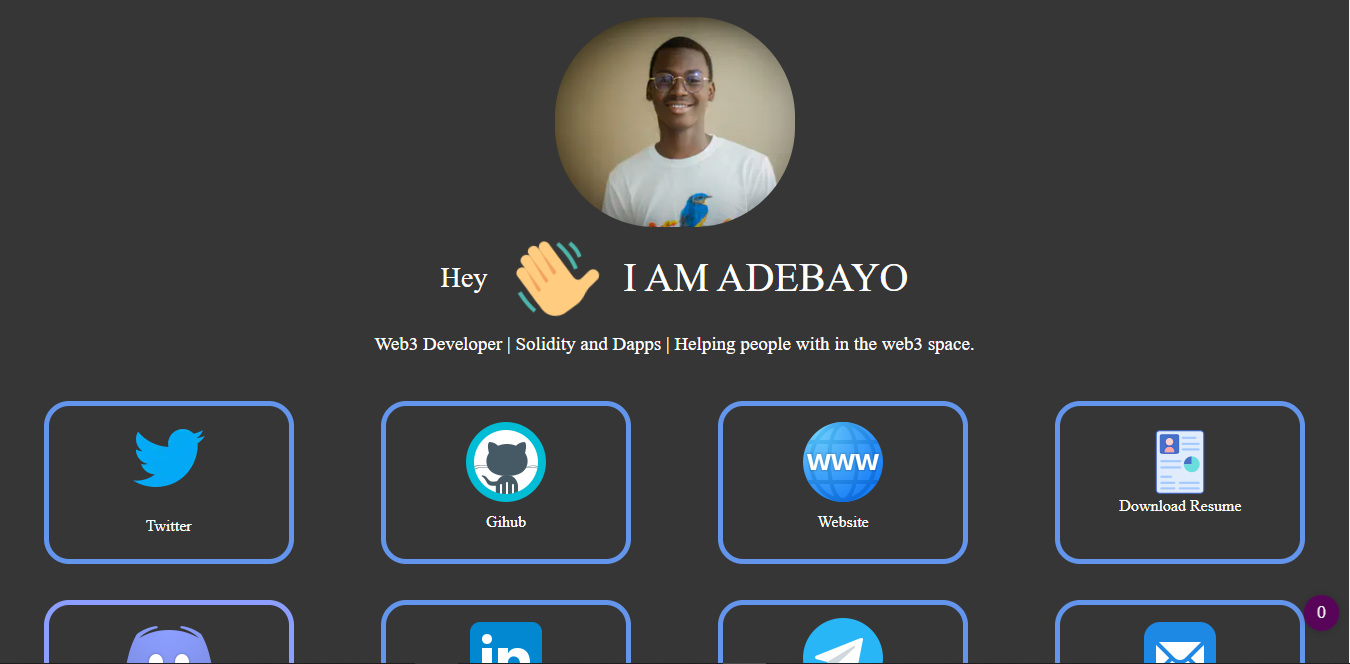 Hey I AM ADEBAYO
Web3 Developer | Solidity and Dapps | Helping people with in the web3 space.
WWW
Twitter Gihub Website Download Resume
in
0